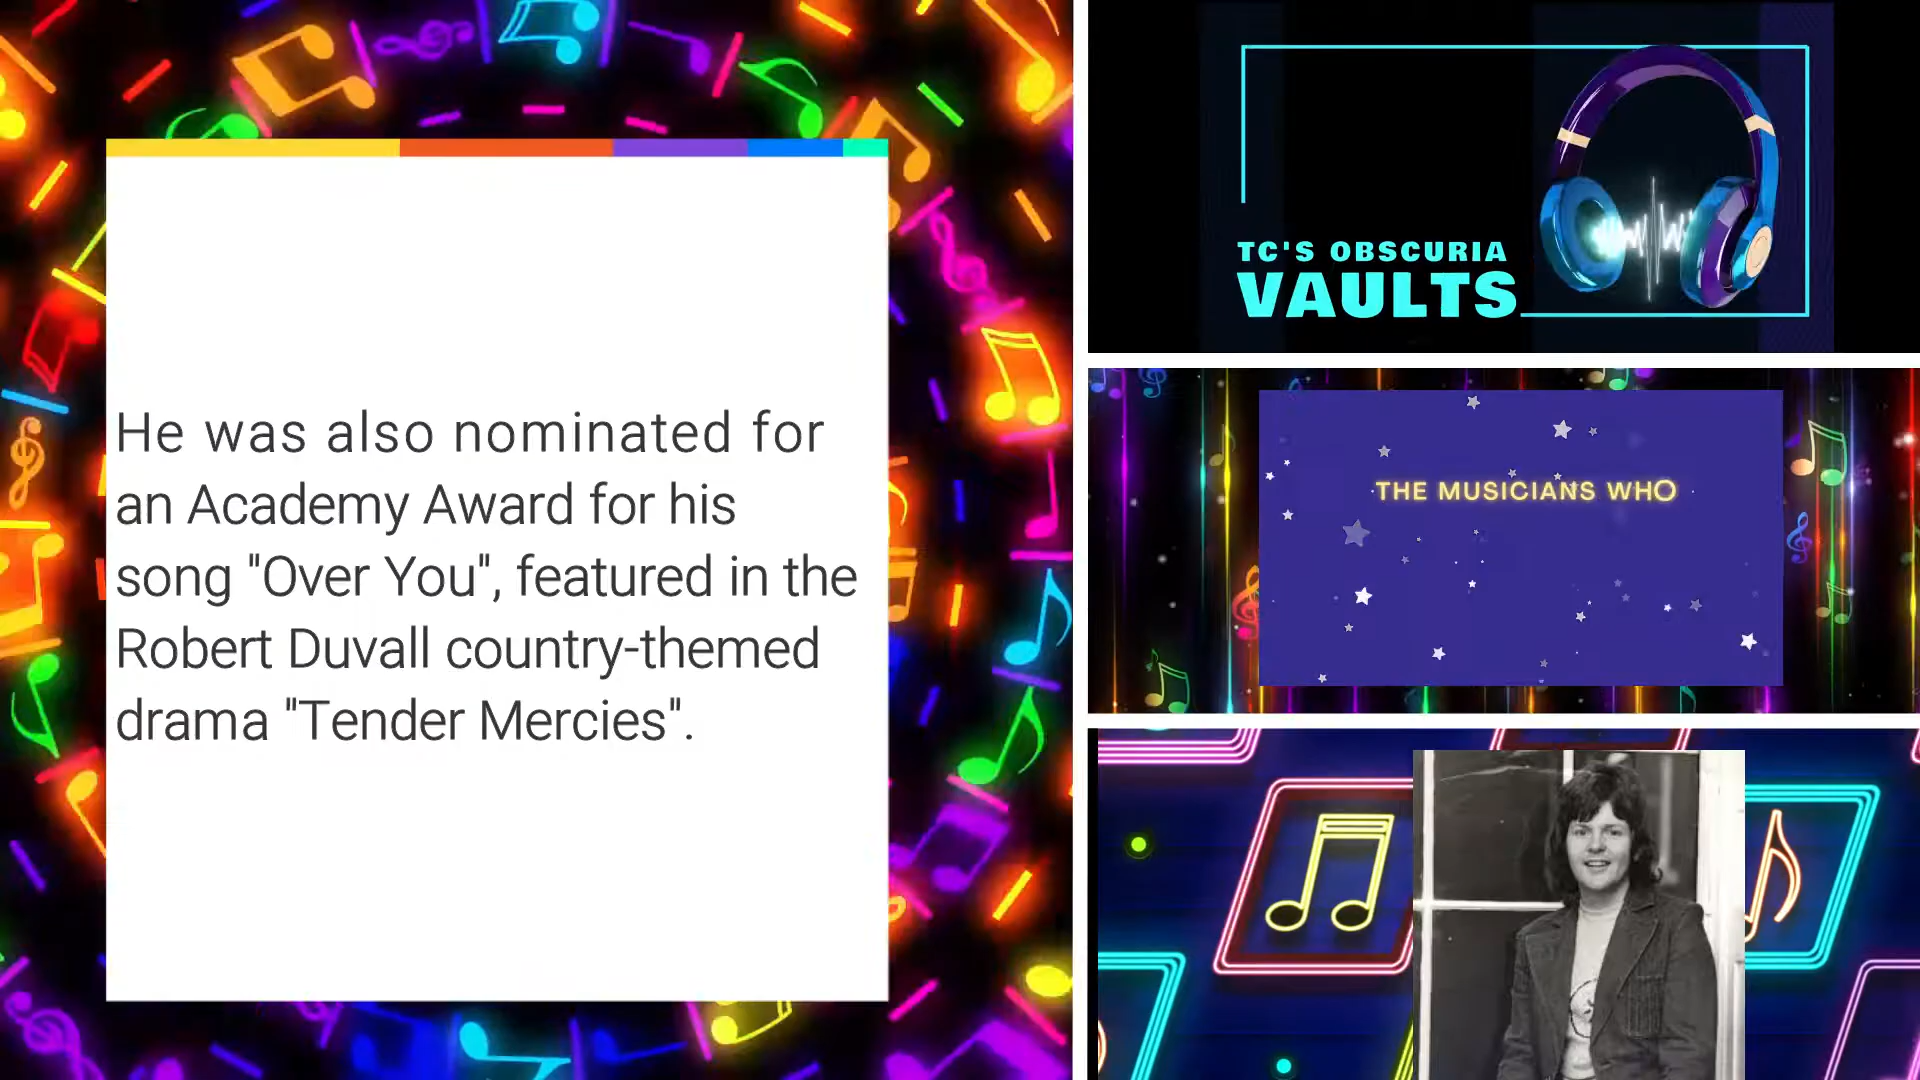 He was also nominated for
an Academy Award for his
song "Over You", featured in the
Robert Duvall country-themed
drama "Tender Mercies".
TC'S OBSCURIA
VAULTS
THE MUSICIANS WHO